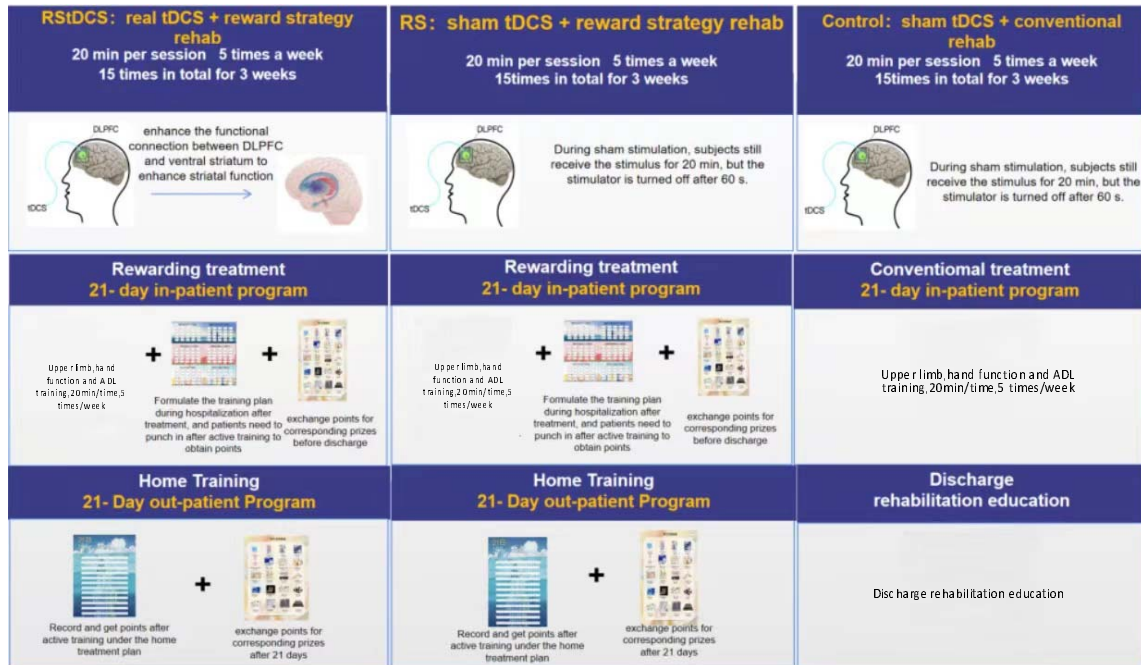 RStDCS: real tDCS + reward strategy
rehab
20 min per session 5 times a week
15 times in total for 3 weeks
RS: sham tDCS + reward strategy rehab
20 min per session 5 times a week
15times in total for 3 weeks
Control: sham tDCS + conventional
rehab
20 min per session 5 times a week
15times in total for 3 weeks
DLPFC
tDCS
enhance the functional
connection between DLPFC
and ventral striatum to
enhance striatal function
DLPFC
tDCS
During sham stimulation, subjects still
receive the stimulus for 20 min, but the
stimulator is turned off after 60 s.
DLPFC
tDCS
During sham stimulation, subjects still
receive the stimulus for 20 min, but the
stimulator is turned off after 60 s.
Rewarding treatment
21- day in-patient program
Rewarding treatment
21- day in-patient program
Conventiomal treatment
21- day in-patient program
Upper limb,hand
function and ADL
training,20min/time,5
times/week
+
+
Formulate the training plan
during hospitalization after
treatment, and patients need to
punch in after active training to
obtain points
exchange points for
corresponding prizes
before discharge
Upper limb,hand
function and ADL
training,20min/time,5
times/week
+
+
Formulate the training plan
during hospitalization after
treatment, and patients need to
punch in after active training to
obtain points
exchange points for
corresponding prizes
before discharge
Upper limb,hand function and ADL
training,20min/time,5 times/week
Home Training
21- Day out-patient Program
Home Training
21- Day out-patient Program
Discharge
rehabilitation education
+
Record and get points after
active training under the home
treatment plan
exchange points for
corresponding prizes
after 21 days
+
Record and get points after
active training under the home
treatment plan
exchange points for
corresponding prizes
after 21 days
Discharge rehabilitation education